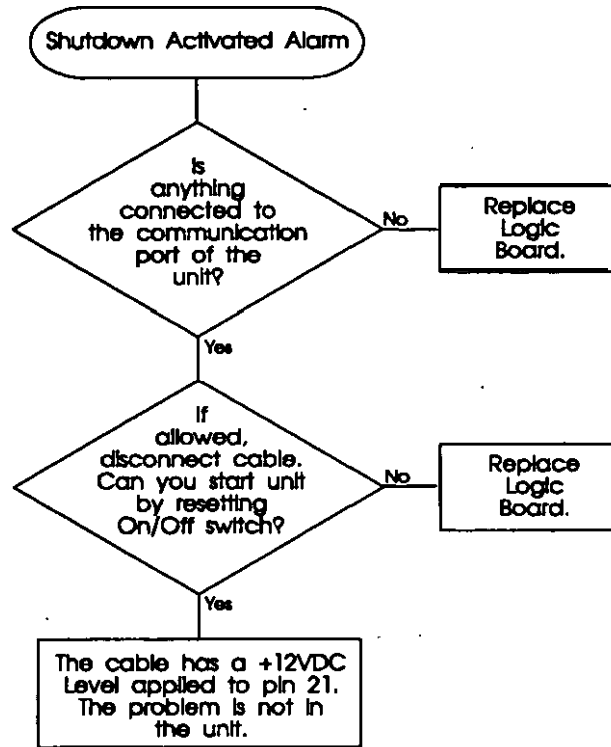 Shutdown Activated Alarm
Is
anything
connected to
the communication
port of the
unit?
No
Replace
Logic
Board.
Yes
If
allowed,
disconnect cable.
Can you start unit
by resetting
On/Off switch?
No
Replace
Logic
Board.
Yes
The cable has a +12VDC
Level applied to pin 21.
The problem is not in
the unit.